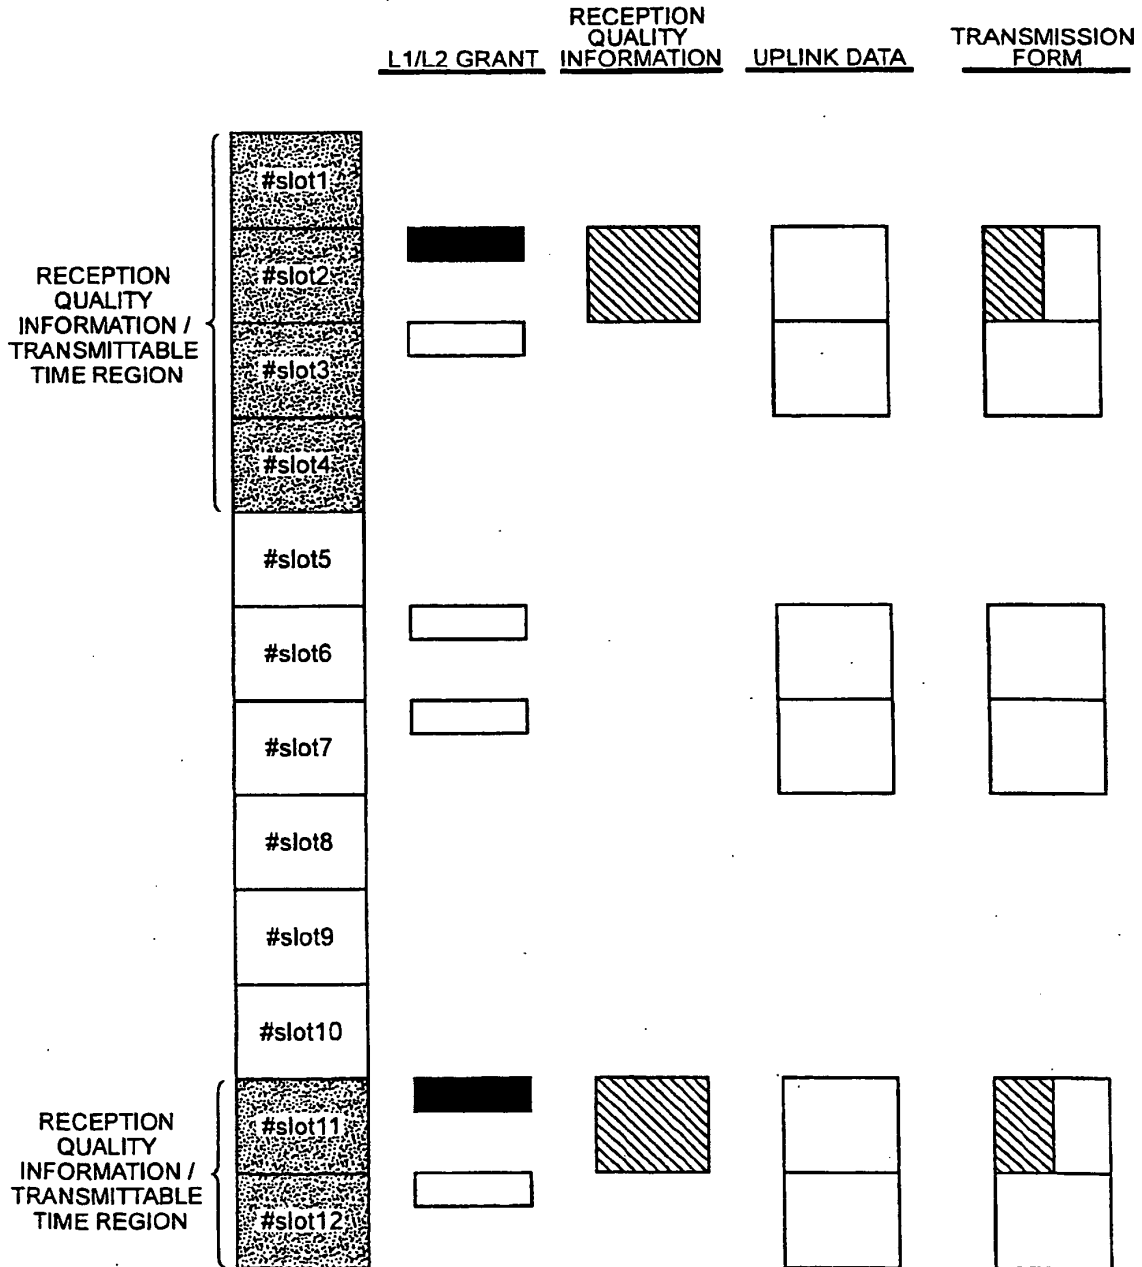 L1/L2 GRANT
RECEPTION
QUALITY
INFORMATION
UPLINK DATA
TRANSMISSION
FORM
RECEPTION
QUALITY
INFORMATION /
TRANSMITTABLE
TIME REGION
#slot1
#slot2
#slot3
#slot4
#slot5
#slot6
#slot7
#slot8
#slot9
#slot10
RECEPTION
QUALITY
INFORMATION /
TRANSMITTABLE
TIME REGION
#slot11
#slot12